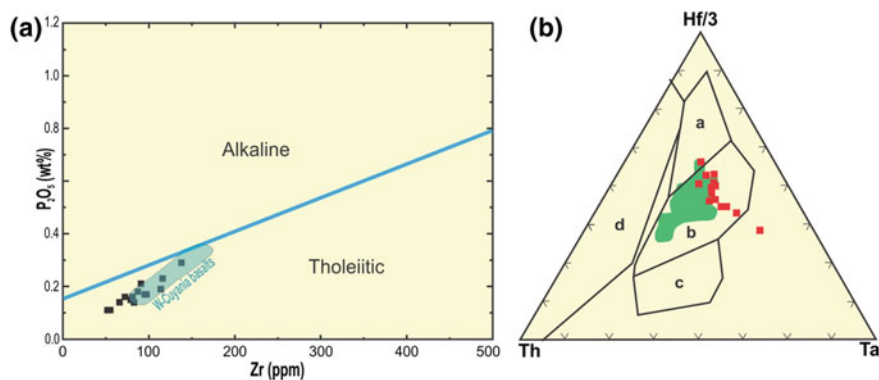 (a)
1.2
1.0
0.8
0.6
0.4
0.2
0.0
P₂O₅ (wt%)
Alkaline
Tholeiitic
W-Cuyania basalts
0
100
200
300
400
500
Zr (ppm)
(b)
Hf/3
a
b
c
d
Th
Ta